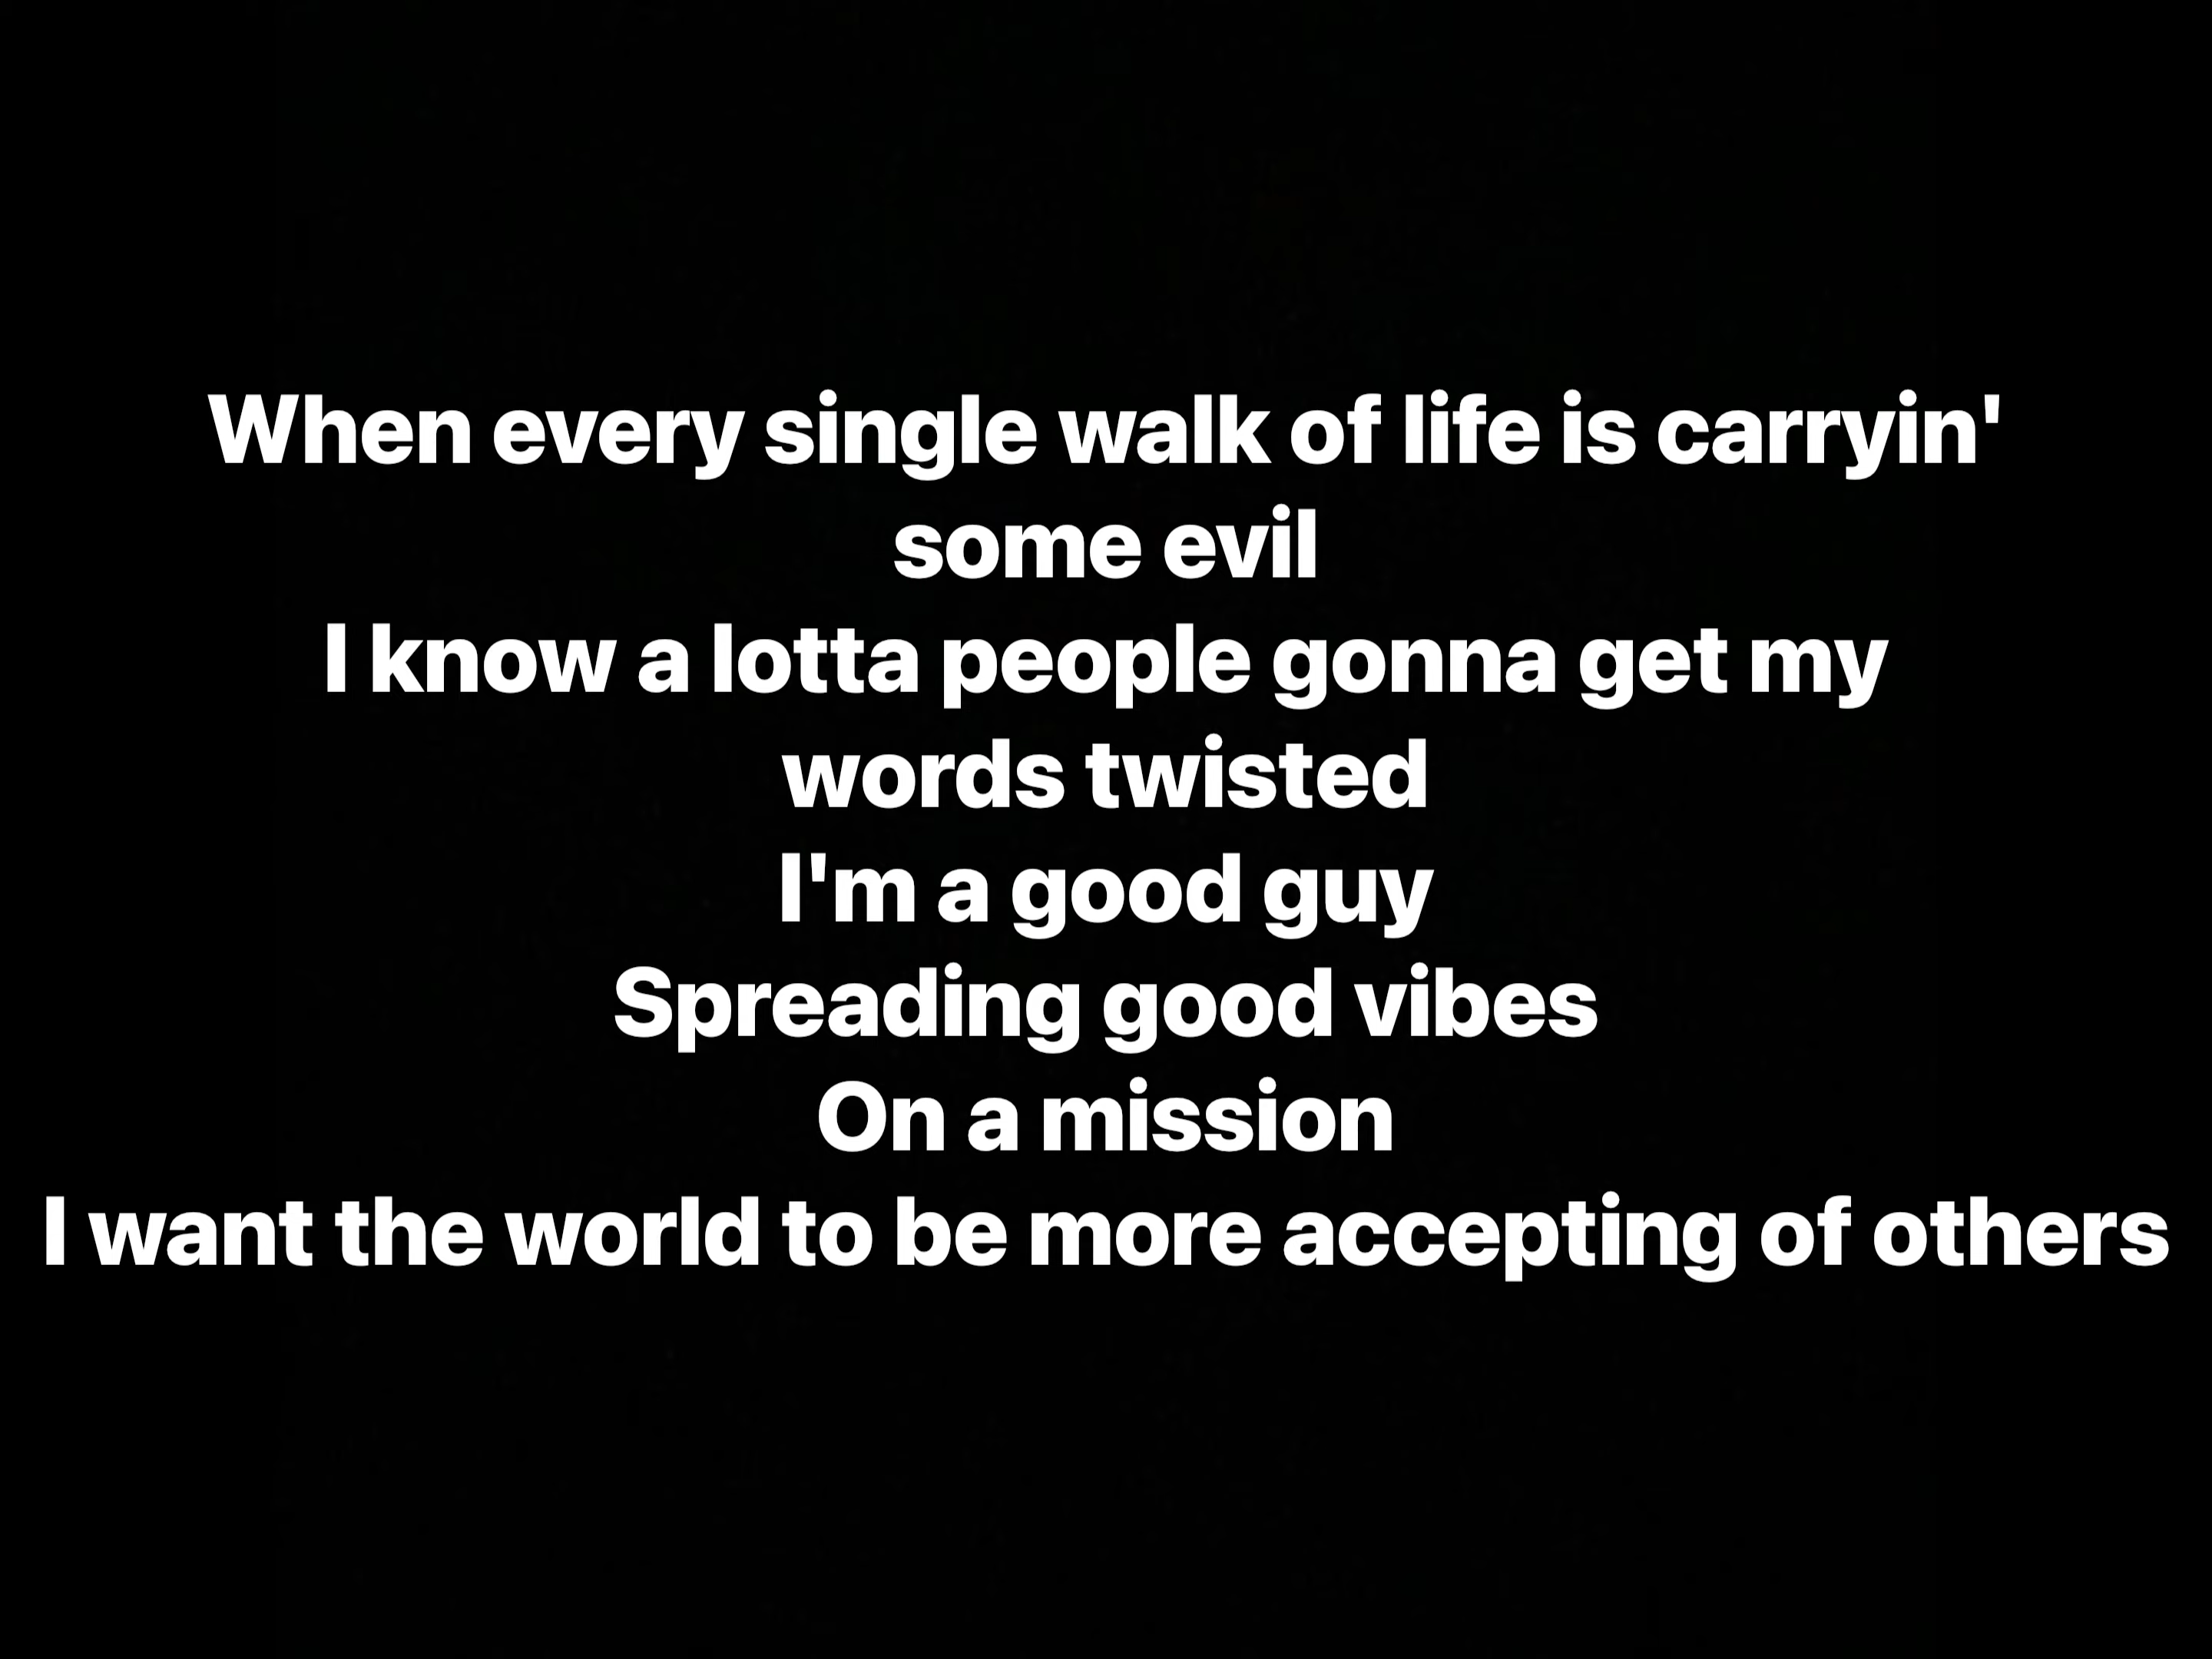 When every single walk of life is carryin'
some evil
I know a lotta people gonna get my
words twisted
I'm a good guy
Spreading good vibes
On a mission
I want the world to be more accepting of others